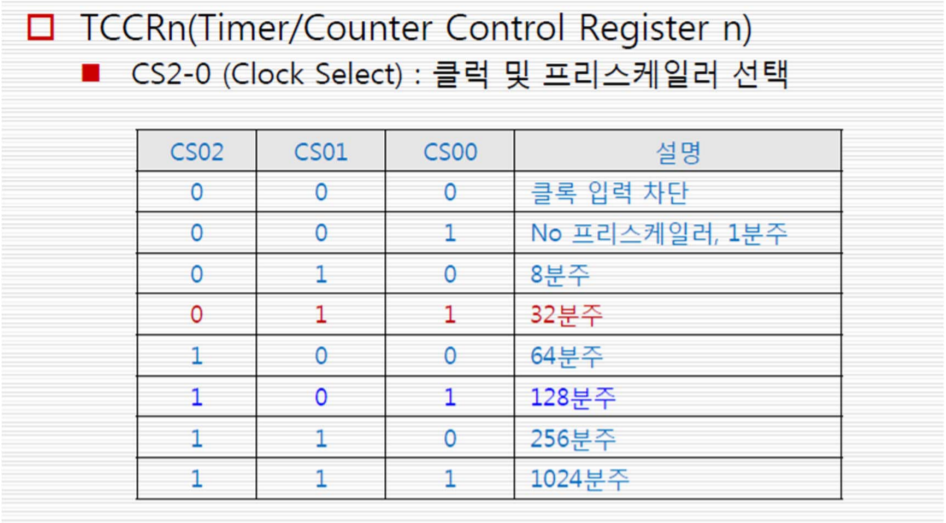 TCCRn(Timer/Counter Control Register n)
CS2-0 (Clock Select) : 클럭 및 프리스케일러 선택
CS02 CS01 CS00 설명
0 0 0 클록 입력 차단
0 0 1 No 프리스케일러, 1분주
0 1 0 8분주
0 1 1 32분주
1 0 0 64분주
1 0 1 128분주
1 1 0 256분주
1 1 1 1024분주